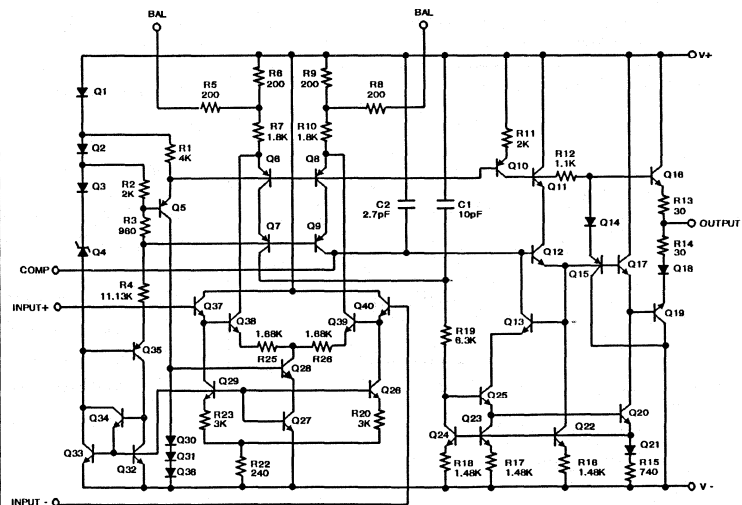 BAL
BAL
V+
R6
200
R9
200
R5
200
R8
200
Q1
R7
1.8K
R10
1.8K
R11
2K
R1
4K
Q2
Q6
Q8
Q10
R12
1.1K
Q16
Q3
R2
2K
Q5
Q11
R13
30
C2
2.7pF
C1
10pF
Q14
OUTPUT
R3
960
Q7
Q9
R14
30
Q4
Q12
Q17
Q18
COMP
Q15
R4
11.13K
INPUT+
Q37
Q38
Q39
Q40
Q13
Q19
1.68K
1.68K
R19
6.3K
R25
R26
Q35
Q28
Q29
Q26
Q25
Q34
R23
3K
Q27
R20
3K
Q24
Q23
Q22
Q20
Q33
Q32
Q30
Q31
Q36
Q21
R22
240
R18
1.48K
R17
1.48K
R16
1.48K
R15
740
V-
INPUT -